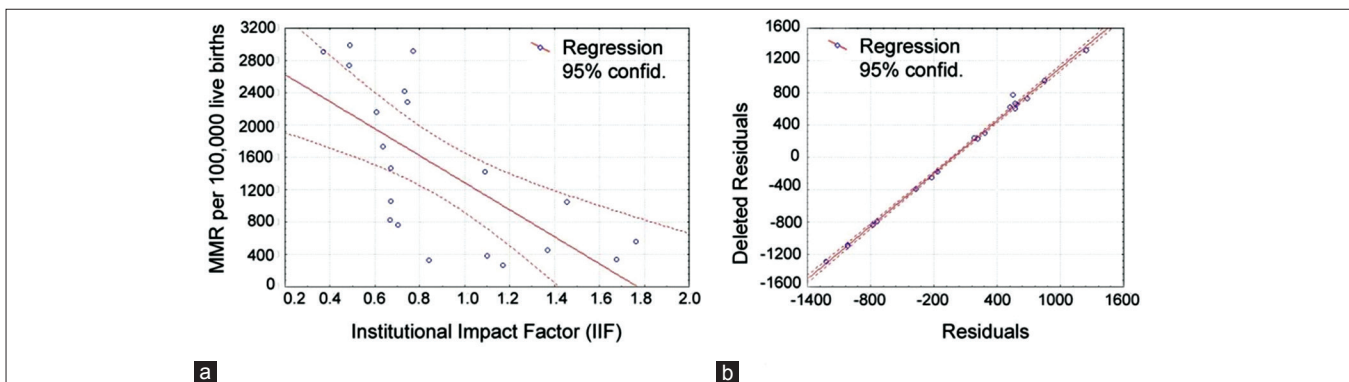 3200
2800
2400
2000
1600
1200
800
400
0
MMR per 100,000 live births
Regression
95% confid.
0.2 0.4 0.6 0.8 1.0 1.2 1.4 1.6 1.8 2.0
Institutional Impact Factor (IIF)
a
1600
1200
800
400
0
-400
-800
-1200
-1600
Deleted Residuals
Regression
95% confid.
-1400 -800 -200 400 1000 1600
Residuals
b